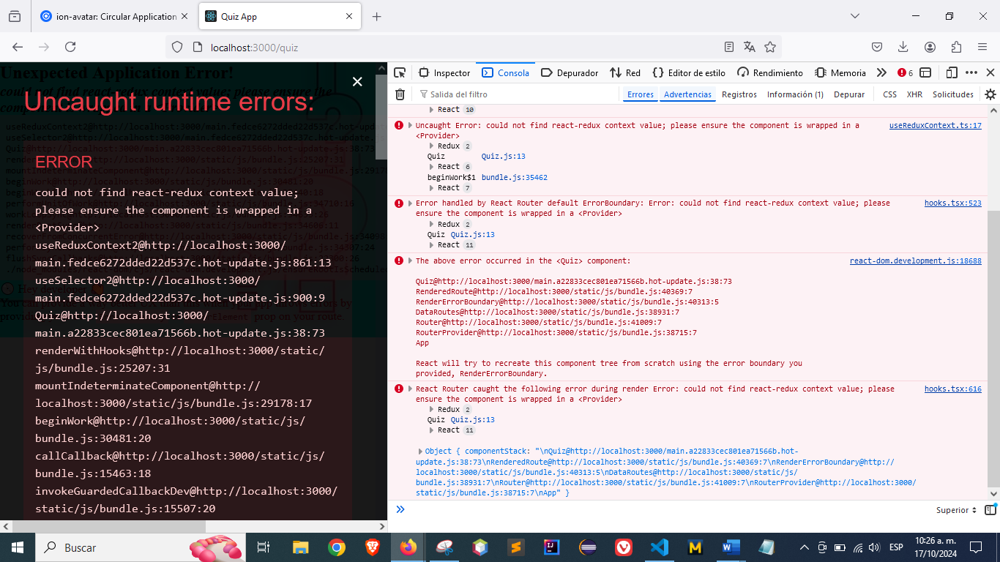 ion-avatar: Circular Application
Quiz App
localhost:3000/quiz
Unexpected Application Error!
could not find react-redux context value; please ensure the
Uncaught runtime errors:
ERROR
could not find react-redux context value;
please ensure the component is wrapped in a
<Provider>
useReduxContext2@http://localhost:3000/
main.fedce6272dded22d537c.hot-update.js:861:13
useSelector2@http://localhost:3000/
main.fedce6272dded22d537c.hot-update.js:900:9
Quiz@http://localhost:3000/
main.a22833cec801ea71566b.hot-update.js:38:73
renderWithHooks@http://localhost:3000/static/
js/bundle.js:25207:31
mountIndeterminateComponent@http://
localhost:3000/static/js/bundle.js:29178:17
beginWork@http://localhost:3000/static/js/
bundle.js:30481:20
callCallback@http://localhost:3000/static/js/
bundle.js:15463:18
invokeGuardedCallbackDev@http://localhost:3000/
static/js/bundle.js:15507:20
Inspector Consola Depurador Red Editor de estilo Rendimiento Memoria 6
Salida del filtro Errores Advertencias Registros Información (1) Depurar CSS XHR Solicitudes
React 10
Uncaught Error: could not find react-redux context value; please ensure the component is wrapped in a useReduxContext.ts:17
<Provider>
Redux 2
Quiz Quiz.js:13
React 6
beginWork$1 bundle.js:35462
React 7
Error handled by React Router default ErrorBoundary: Error: could not find react-redux context value; please hooks.tsx:523
ensure the component is wrapped in a <Provider>
Redux 2
Quiz Quiz.js:13
React 11
The above error occurred in the <Quiz> component: react-dom.development.js:18688
Quiz@http://localhost:3000/main.a22833cec801ea71566b.hot-update.js:38:73
RenderedRoute@http://localhost:3000/static/js/bundle.js:40369:7
RenderErrorBoundary@http://localhost:3000/static/js/bundle.js:40313:5
DataRoutes@http://localhost:3000/static/js/bundle.js:38931:7
Router@http://localhost:3000/static/js/bundle.js:41009:7
RouterProvider@http://localhost:3000/static/js/bundle.js:38715:7
App
React will try to recreate this component tree from scratch using the error boundary you
provided, RenderErrorBoundary.
React Router caught the following error during render Error: could not find react-redux context value; please hooks.tsx:616
ensure the component is wrapped in a <Provider>
Redux 2
Quiz Quiz.js:13
React 11
Object { componentStack: "\nQuiz@http://localhost:3000/main.a22833cec801ea71566b.hot-
update.js:38:73\nRenderedRoute@http://localhost:3000/static/js/bundle.js:40369:7\nRenderErrorBoundary@http://
localhost:3000/static/js/bundle.js:40313:5\nDataRoutes@http://localhost:3000/static/js/
bundle.js:38931:7\nRouter@http://localhost:3000/static/js/bundle.js:41009:7\nRouterProvider@http://localhost:3000/
static/js/bundle.js:38715:7\nApp" }
Superior
Buscar
ESP
10:26 a. m.
17/10/2024